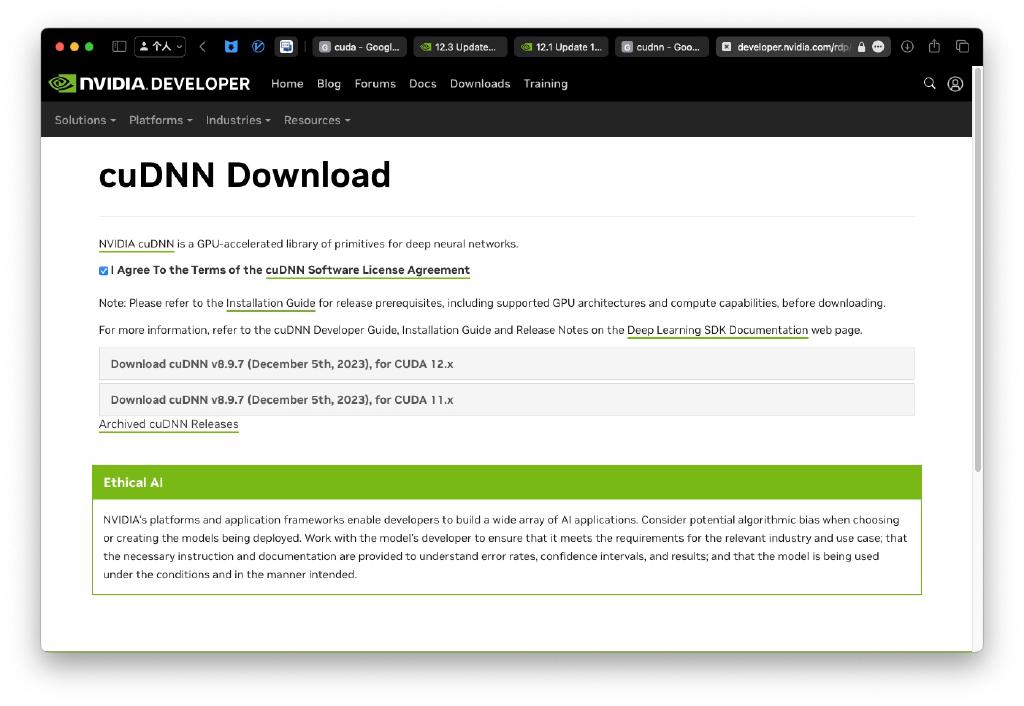 个人
cuda - Googl...
12.3 Update...
12.1 Update 1...
cudnn - Goo...
developer.nvidia.com/rdp/
NVIDIA. DEVELOPER
Home Blog Forums Docs Downloads Training
Solutions Platforms Industries Resources
cuDNN Download
NVIDIA cuDNN is a GPU-accelerated library of primitives for deep neural networks.
I Agree To the Terms of the cuDNN Software License Agreement
Note: Please refer to the Installation Guide for release prerequisites, including supported GPU architectures and compute capabilities, before downloading.
For more information, refer to the cuDNN Developer Guide, Installation Guide and Release Notes on the Deep Learning SDK Documentation web page.
Download cuDNN v8.9.7 (December 5th, 2023), for CUDA 12.x
Download cuDNN v8.9.7 (December 5th, 2023), for CUDA 11.x
Archived cuDNN Releases
Ethical AI
NVIDIA's platforms and application frameworks enable developers to build a wide array of AI applications. Consider potential algorithmic bias when choosing
or creating the models being deployed. Work with the model's developer to ensure that it meets the requirements for the relevant industry and use case; that
the necessary instruction and documentation are provided to understand error rates, confidence intervals, and results; and that the model is being used
under the conditions and in the manner intended.